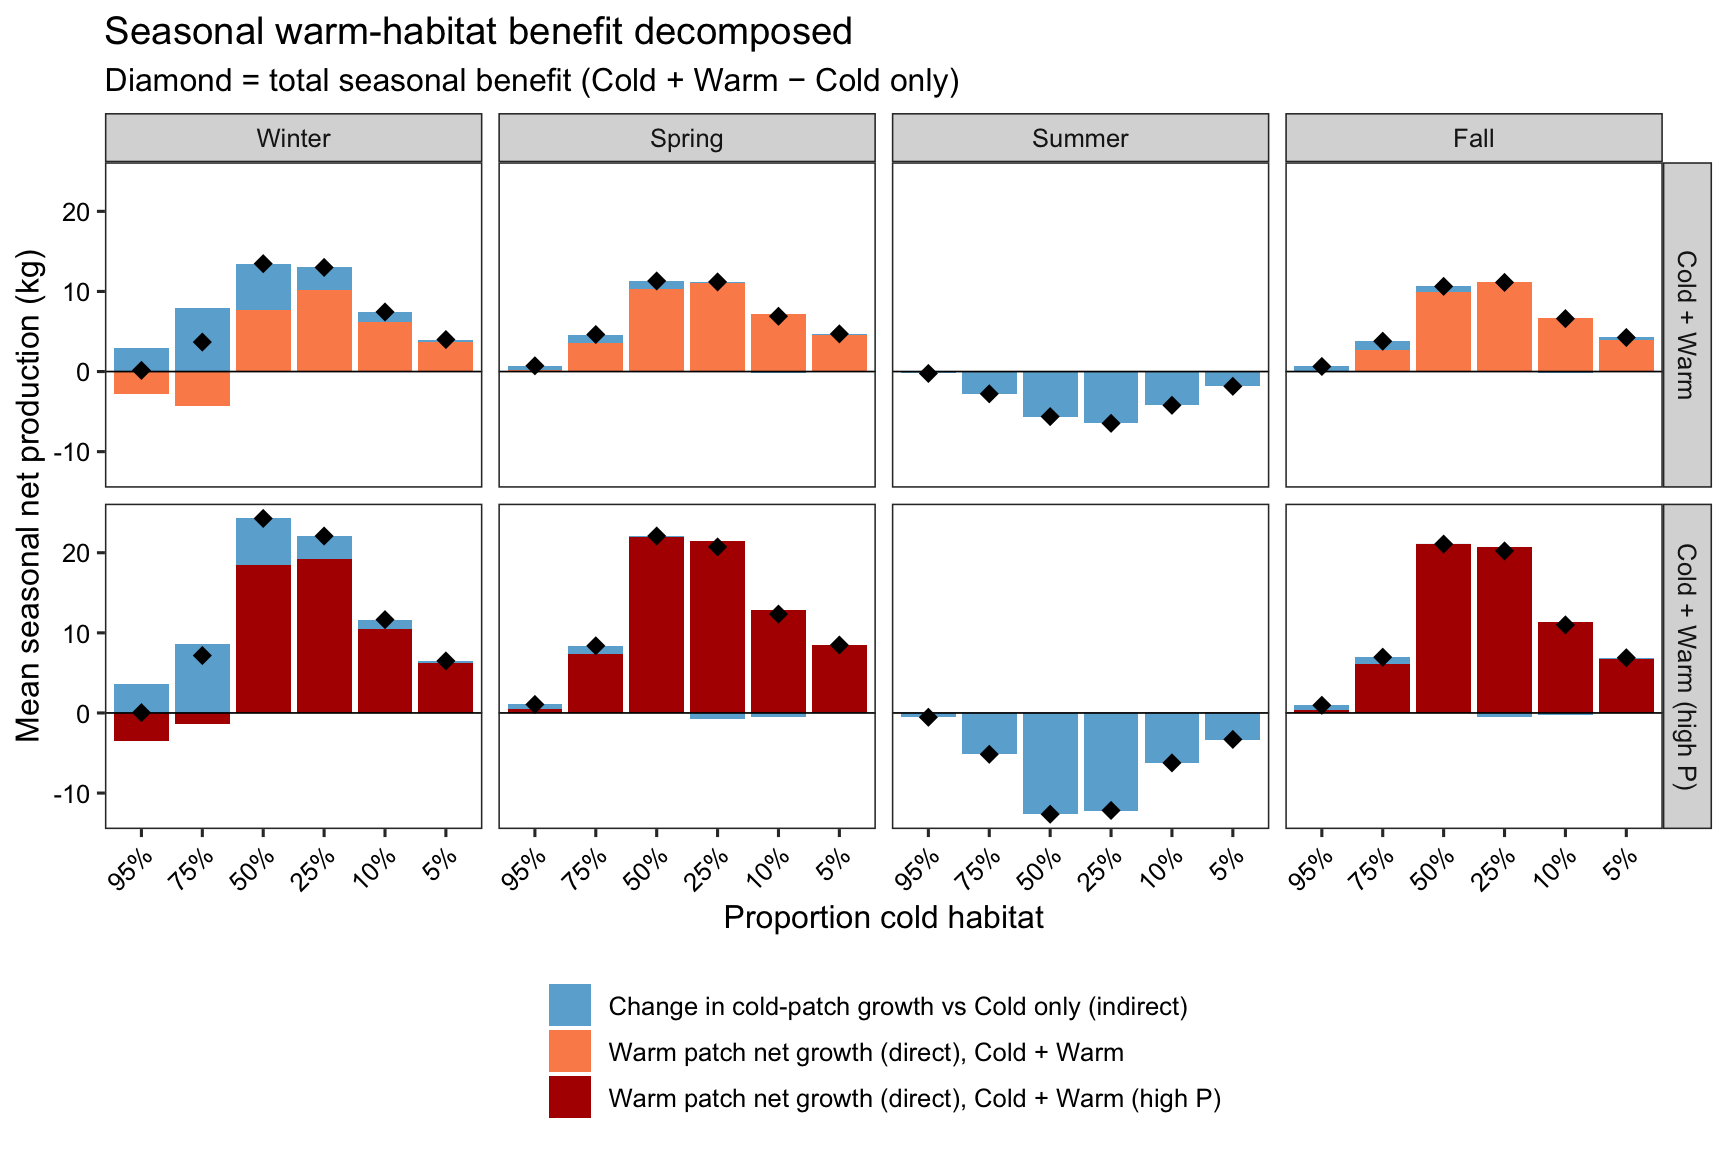 Seasonal warm-habitat benefit decomposed
Diamond = total seasonal benefit (Cold + Warm − Cold only)
Winter
Spring
Summer
Fall
Mean seasonal net production (kg)
20
10
0
-10
Cold + Warm
20
10
0
-10
Cold + Warm (high P)
95% 75% 50% 25% 10% 5%
95% 75% 50% 25% 10% 5%
95% 75% 50% 25% 10% 5%
95% 75% 50% 25% 10% 5%
Proportion cold habitat
Change in cold-patch growth vs Cold only (indirect)
Warm patch net growth (direct), Cold + Warm
Warm patch net growth (direct), Cold + Warm (high P)